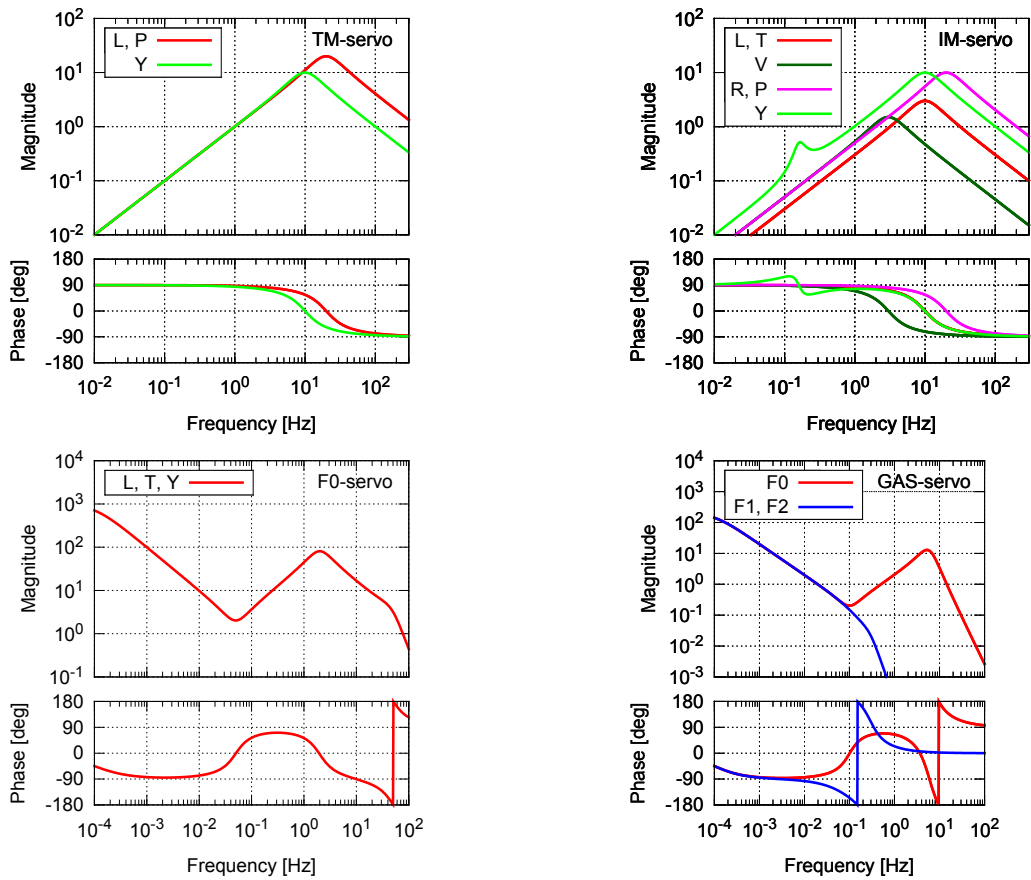 TM-servo
L, P
Y
Magnitude
10^2
10^1
10^0
10^-1
10^-2
Phase [deg]
180
90
0
-90
-180
10^-2 10^-1 10^0 10^1 10^2
Frequency [Hz]
IM-servo
L, T
V
R, P
Y
Magnitude
10^2
10^1
10^0
10^-1
10^-2
Phase [deg]
180
90
0
-90
-180
10^-2 10^-1 10^0 10^1 10^2
Frequency [Hz]
F0-servo
L, T, Y
Magnitude
10^4
10^3
10^2
10^1
10^0
10^-1
Phase [deg]
180
90
0
-90
-180
10^-4 10^-3 10^-2 10^-1 10^0 10^1 10^2
Frequency [Hz]
GAS-servo
F0
F1, F2
Magnitude
10^4
10^3
10^2
10^1
10^0
10^-1
10^-2
10^-3
Phase [deg]
180
90
0
-90
-180
10^-4 10^-3 10^-2 10^-1 10^0 10^1 10^2
Frequency [Hz]